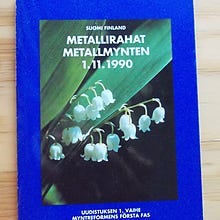 SUOMI FINLAND
METALLIRAHAT
METALLMYNTEN
1.11.1990
UUDISTUKSEN 1. VAIHE
MYNTREFORMENS FÖRSTA FAS